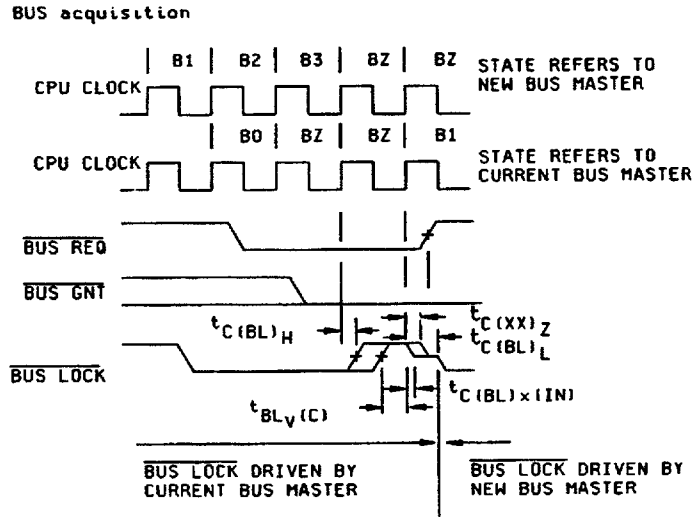 BUS acquisition
B1 B2 B3 BZ BZ
CPU CLOCK
STATE REFERS TO
NEW BUS MASTER
B0 BZ BZ B1
CPU CLOCK
STATE REFERS TO
CURRENT BUS MASTER
BUS REQ
BUS GNT
tC(BL)H
tC(XX)Z
tC(BL)L
BUS LOCK
tC(BL)x(IN)
tBLV(C)
BUS LOCK DRIVEN BY
CURRENT BUS MASTER
BUS LOCK DRIVEN BY
NEW BUS MASTER